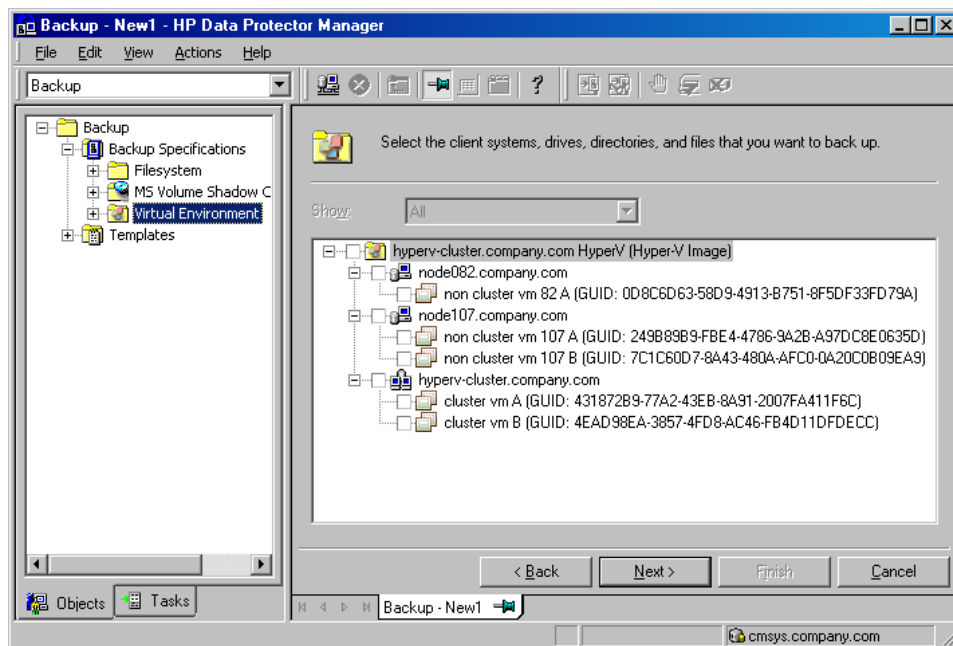 Backup - New1 - HP Data Protector Manager
File Edit View Actions Help
Backup
Backup
Backup Specifications
Filesystem
MS Volume Shadow C
Virtual Environment
Templates
Objects Tasks
Select the client systems, drives, directories, and files that you want to back up.
Show: All
hyperv-cluster.company.com HyperV (Hyper-V Image)
node082.company.com
non cluster vm 82 A (GUID: 0D8C6D63-58D9-4913-B751-8F5DF33FD79A)
node107.company.com
non cluster vm 107 A (GUID: 249B89B9-FBE4-4786-9A2B-A97DC8E0635D)
non cluster vm 107 B (GUID: 7C1C60D7-8A43-480A-AFC0-0A20C0B09EA9)
hyperv-cluster.company.com
cluster vm A (GUID: 431872B9-77A2-43EB-8A91-2007FA411F6C)
cluster vm B (GUID: 4EAD98EA-3857-4FD8-AC46-FB4D11DFDECC)
< Back Next > Finish Cancel
Backup - New1
cmsys.company.com